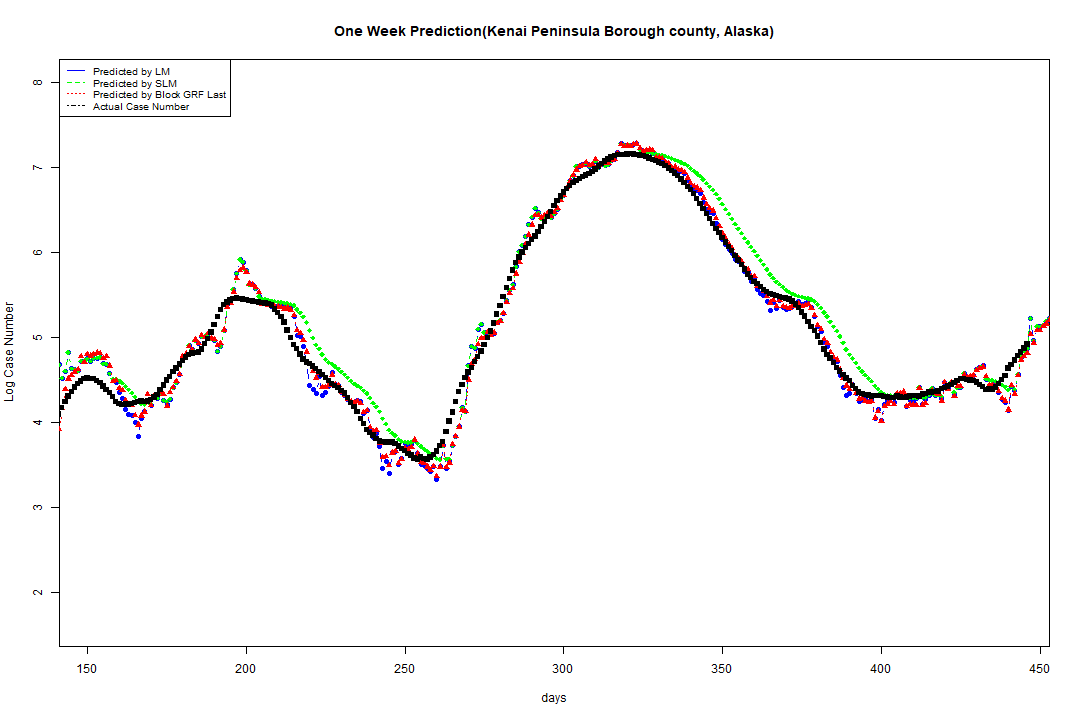 One Week Prediction(Kenai Peninsula Borough county, Alaska)
Predicted by LM
Predicted by SLM
Predicted by Block GRF Last
Actual Case Number
8
7
6
5
4
3
2
Log Case Number
150 200 250 300 350 400 450
days